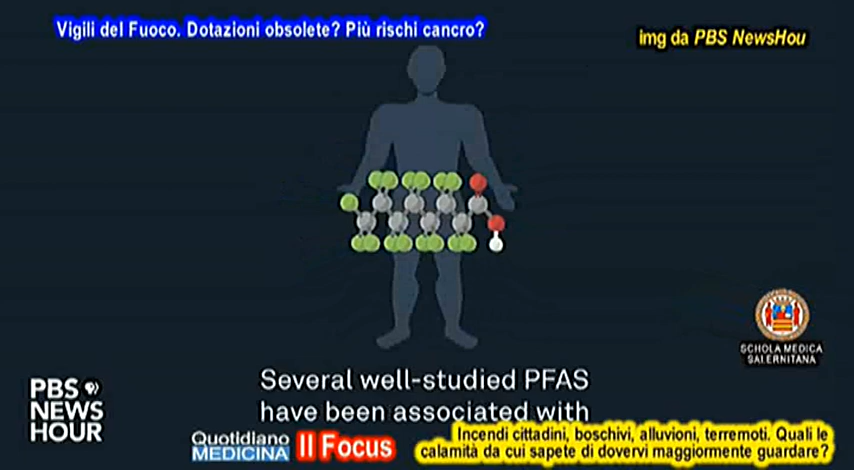 Vigili del Fuoco. Dotazioni obsolete? Più rischi cancro?
img da PBS NewsHou
SCHOLA MEDICA
SALERNITANA
Several well-studied PFAS
have been associated with
PBS
NEWS
HOUR
Quotidiano
MEDICINA
Il Focus
Incendi cittadini, boschivi, alluvioni, terremoti. Quali le
calamità da cui sapete di dovervi maggiormente guardare?